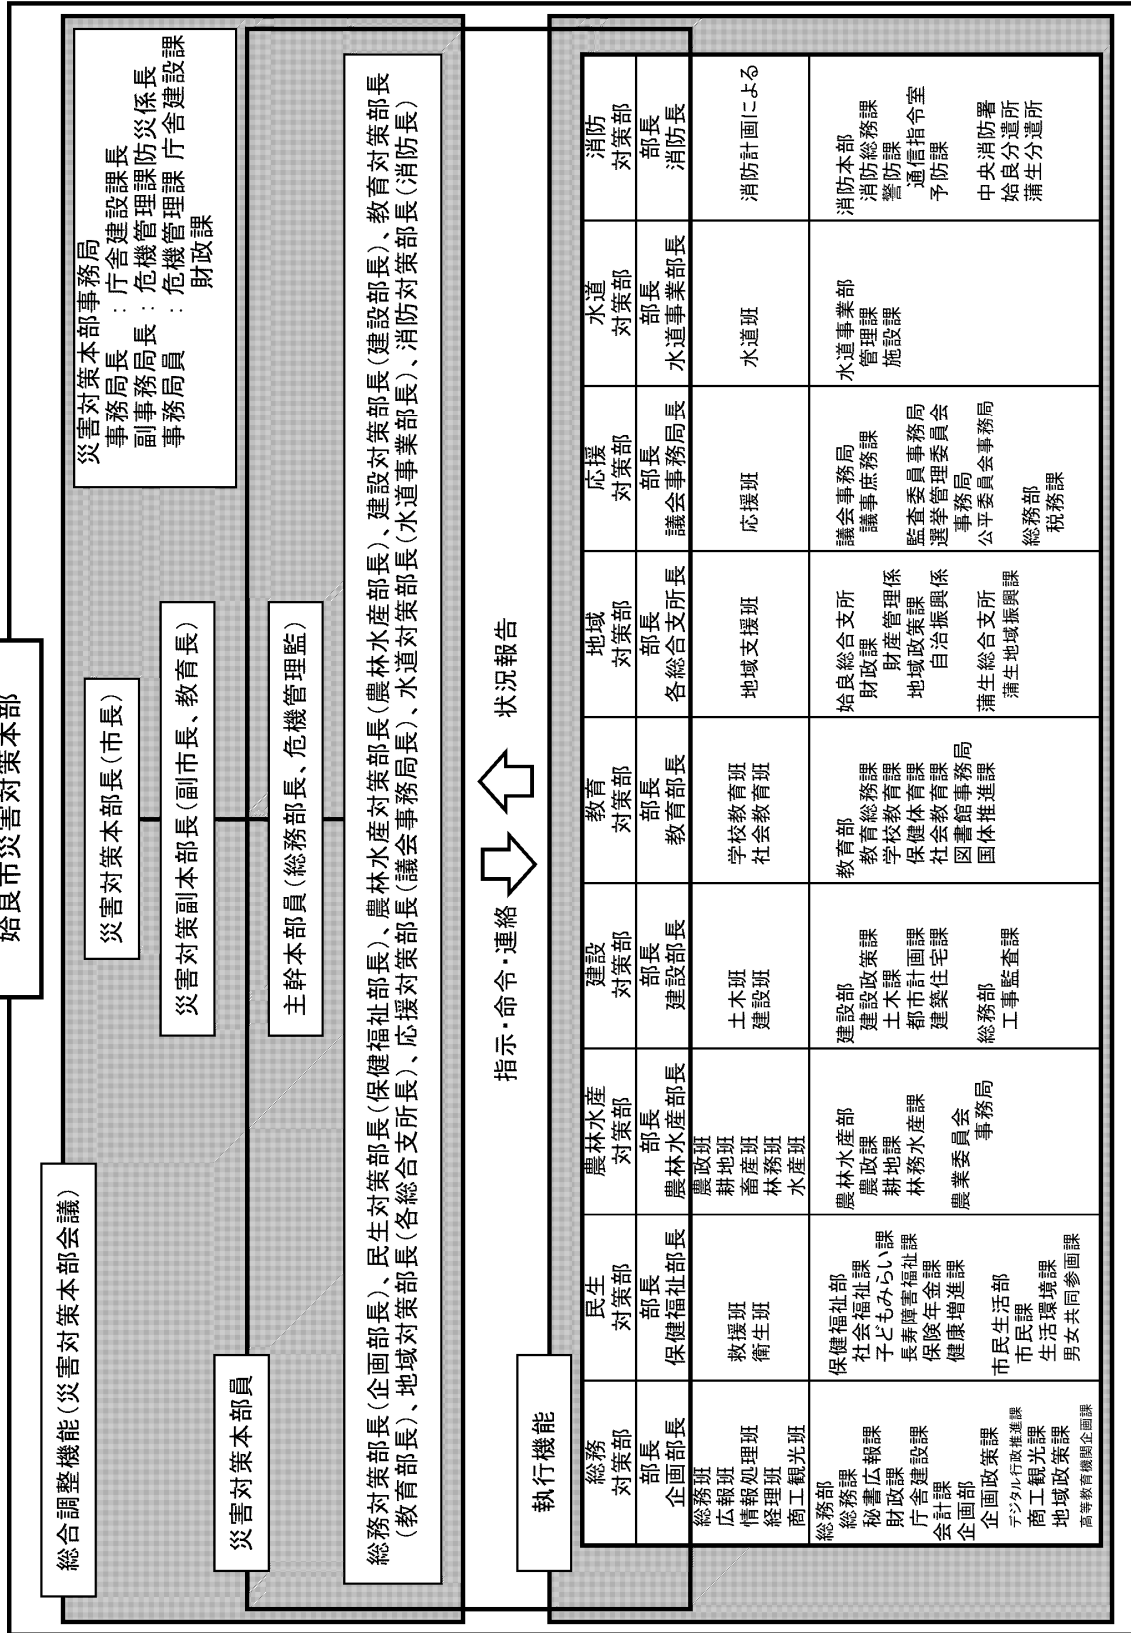 姶良市災害対策本部
総合調整機能(災害対策本部会議)
災害対策本部長(市長)
災害対策副本部長(副市長、教育長)
災害対策本部事務局
事務局長 :庁舎建設課長
副事務局長:危機管理課防災係長
事務局員 :危機管理課 庁舎建設課
財政課
災害対策本部員
主幹本部員(総務部長、危機管理監)
総務対策部長(企画部長)、民生対策部長(保健福祉部長)、農林水産対策部長(農林水産部長)、建設対策部長(建設部長)、教育対策部長
(教育部長)、地域対策部長(各総合支所長)、応援対策部長(議会事務局長)、水道対策部長(水道事業部長)、消防対策部長(消防長)
指示・命令・連絡
状況報告
執行機能
総務
対策部
部長
企画部長
総務班
広報班
情報処理班
経理班
商工観光班
総務部
総務課
秘書広報課
財政課
庁舎建設課
会計課
企画部
企画政策課
デジタル行政推進課
商工観光課
地域政策課
高等教育機関企画課
民生
対策部
部長
保健福祉部長
救援班
衛生班
保健福祉部
社会福祉課
子どもみらい課
長寿障害福祉課
保険年金課
健康増進課
市民生活部
市民課
生活環境課
男女共同参画課
農林水産
対策部
部長
農林水産部長
農政班
耕地班
畜産班
林務班
水産班
農林水産部
農政課
耕地課
林務水産課
農業委員会
事務局
建設
対策部
部長
建設部長
土木班
建設班
建設部
建設政策課
土木課
都市計画課
建築住宅課
総務部
工事監査課
教育
対策部
部長
教育部長
学校教育班
社会教育班
教育部
教育総務課
学校教育課
保健体育課
社会教育課
図書館事務局
国体推進課
地域
対策部
部長
各総合支所長
地域支援班
姶良総合支所
財政課
財産管理係
地域政策課
自治振興係
蒲生総合支所
蒲生地域振興課
応援
対策部
部長
議会事務局長
応援班
議会事務局
議事庶務課
監査委員事務局
選挙管理委員会
事務局
公平委員会事務局
総務部
税務課
水道
対策部
部長
水道事業部長
水道班
水道事業部
管理課
施設課
消防
対策部
部長
消防長
消防計画による
消防本部
消防総務課
警防課
通信指令室
予防課
中央消防署
姶良分遣所
蒲生分遣所